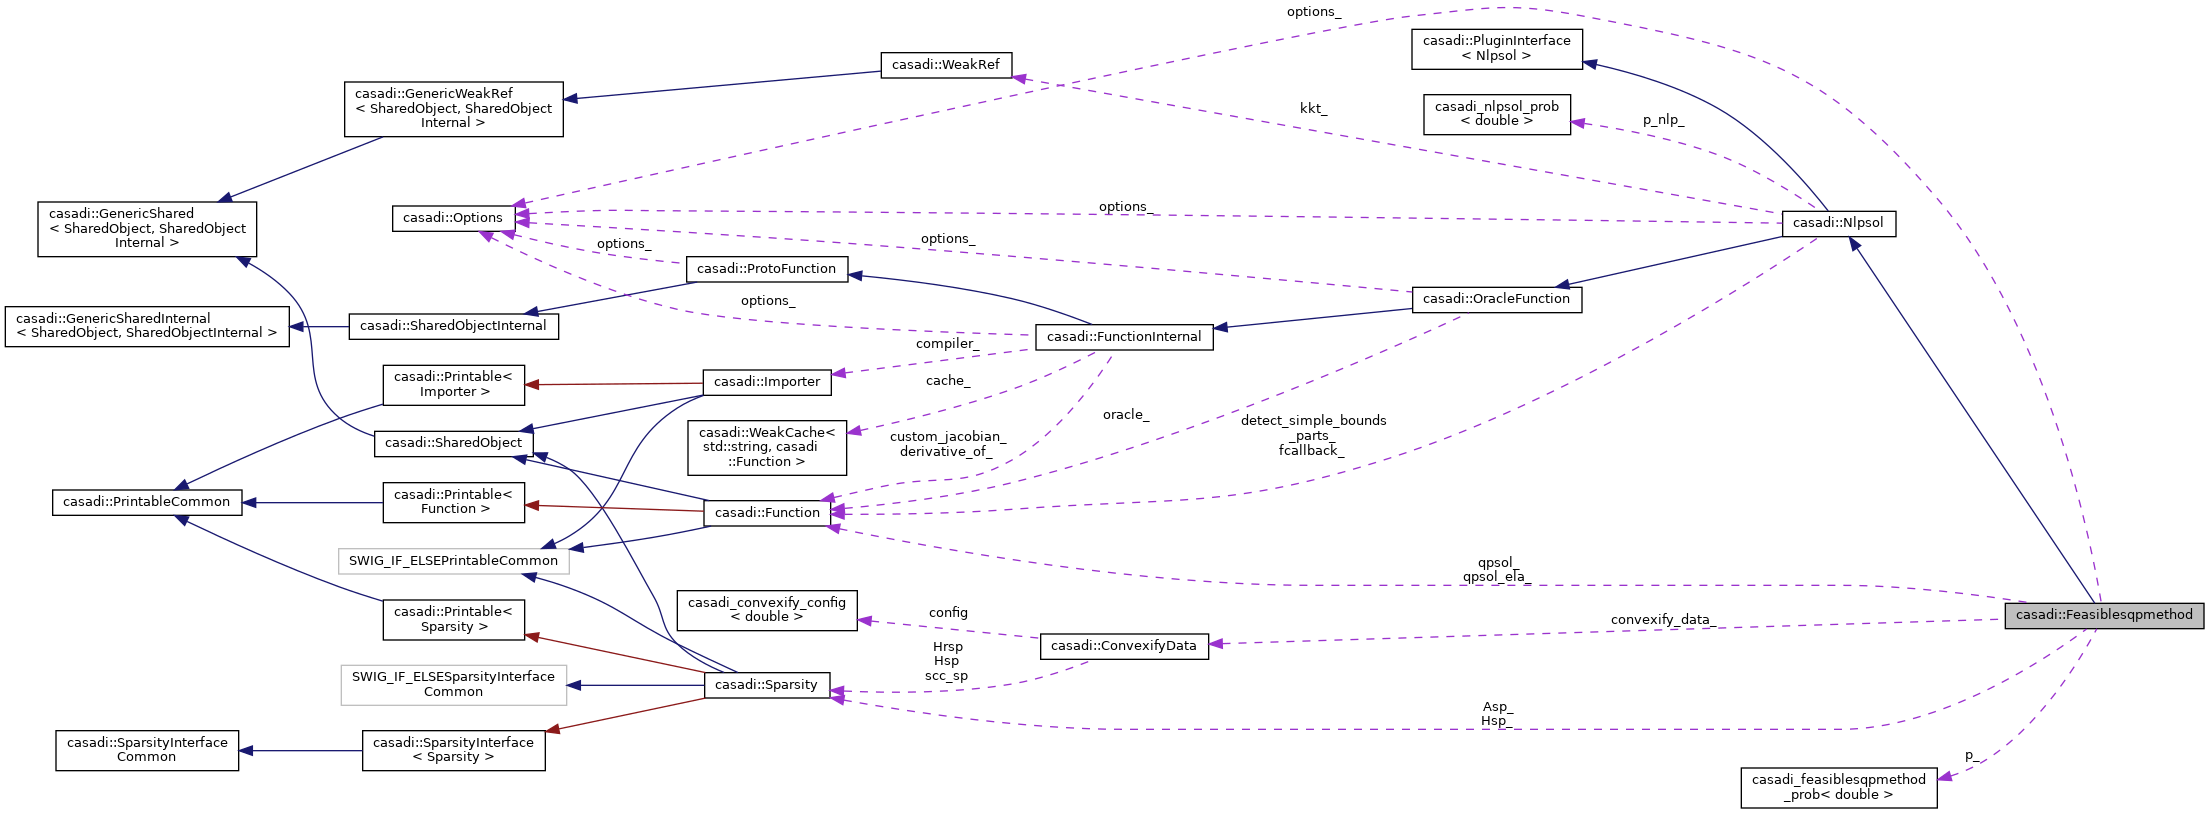 options_
casadi::PluginInterface
< Nlpsol >
casadi::WeakRef
casadi::GenericWeakRef
< SharedObject, SharedObject
Internal >
kkt_
casadi_nlpsol_prob
< double >
p_nlp_
casadi::GenericShared
< SharedObject, SharedObject
Internal >
casadi::Options
options_
casadi::Nlpsol
options_
options_
casadi::ProtoFunction
options_
casadi::OracleFunction
casadi::GenericSharedInternal
< SharedObject, SharedObjectInternal >
casadi::SharedObjectInternal
casadi::FunctionInternal
compiler_
casadi::Printable<
Importer >
casadi::Importer
cache_
oracle_
detect_simple_bounds
_parts_
fcallback_
casadi::WeakCache<
std::string, casadi
::Function >
custom_jacobian_
derivative_of_
casadi::SharedObject
casadi::PrintableCommon
casadi::Printable<
Function >
casadi::Function
SWIG_IF_ELSEPrintableCommon
qpsol_
qpsol_ela_
casadi_convexify_config
< double >
config
casadi::Printable<
Sparsity >
convexify_data_
casadi::Feasiblesqpmethod
casadi::ConvexifyData
Hrsp
Hsp
scc_sp
SWIG_IF_ELSESparsityInterface
Common
casadi::Sparsity
Asp_
Hsp_
casadi::SparsityInterface
Common
casadi::SparsityInterface
< Sparsity >
p_
casadi_feasiblesqpmethod
_prob< double >